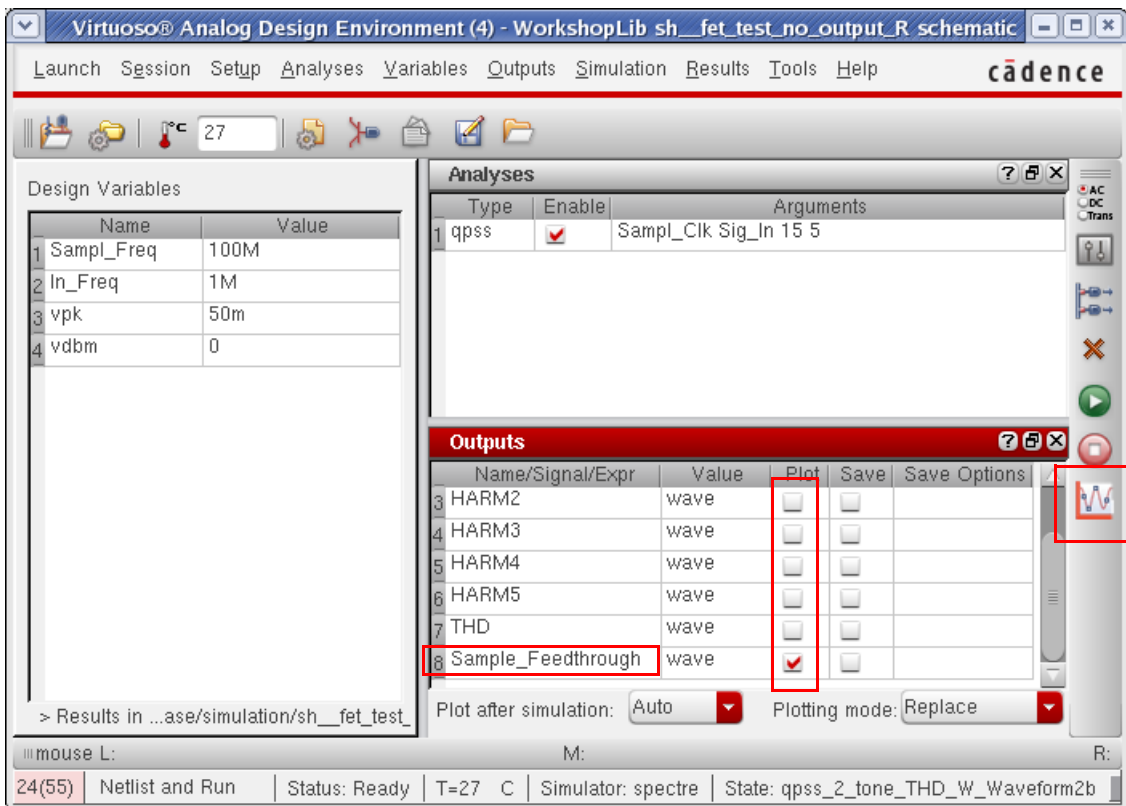 Virtuoso® Analog Design Environment (4) - WorkshopLib sh__fet_test_no_output_R schematic
Launch Session Setup Analyses Variables Outputs Simulation Results Tools Help
cādence
°C 27
Design Variables
Name Value
1 Sampl_Freq 100M
2 In_Freq 1M
3 vpk 50m
4 vdbm 0
> Results in ...ase/simulation/sh__fet_test_
Analyses
Type Enable Arguments
1 qpss Sampl_Clk Sig_In 15 5
AC
DC
Trans
Outputs
Name/Signal/Expr Value Plot Save Save Options
3 HARM2 wave
4 HARM3 wave
5 HARM4 wave
6 HARM5 wave
7 THD wave
8 Sample_Feedthrough wave
Plot after simulation: Auto Plotting mode: Replace
mouse L: M: R:
24(55) Netlist and Run Status: Ready T=27 C Simulator: spectre State: qpss_2_tone_THD_W_Waveform2b